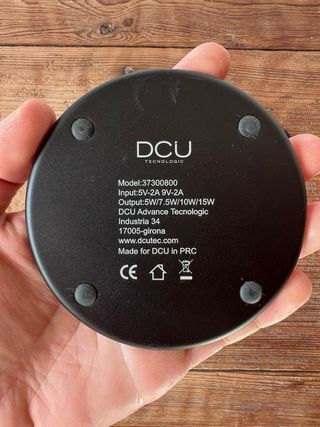 DCU
TECNOLOGIC
Model:37300800
Input:5V-2A 9V-2A
Output:5W/7.5W/10W/15W
DCU Advance Tecnologic
Industria 34
17005-girona
www.dcutec.com
Made for DCU in PRC
CE